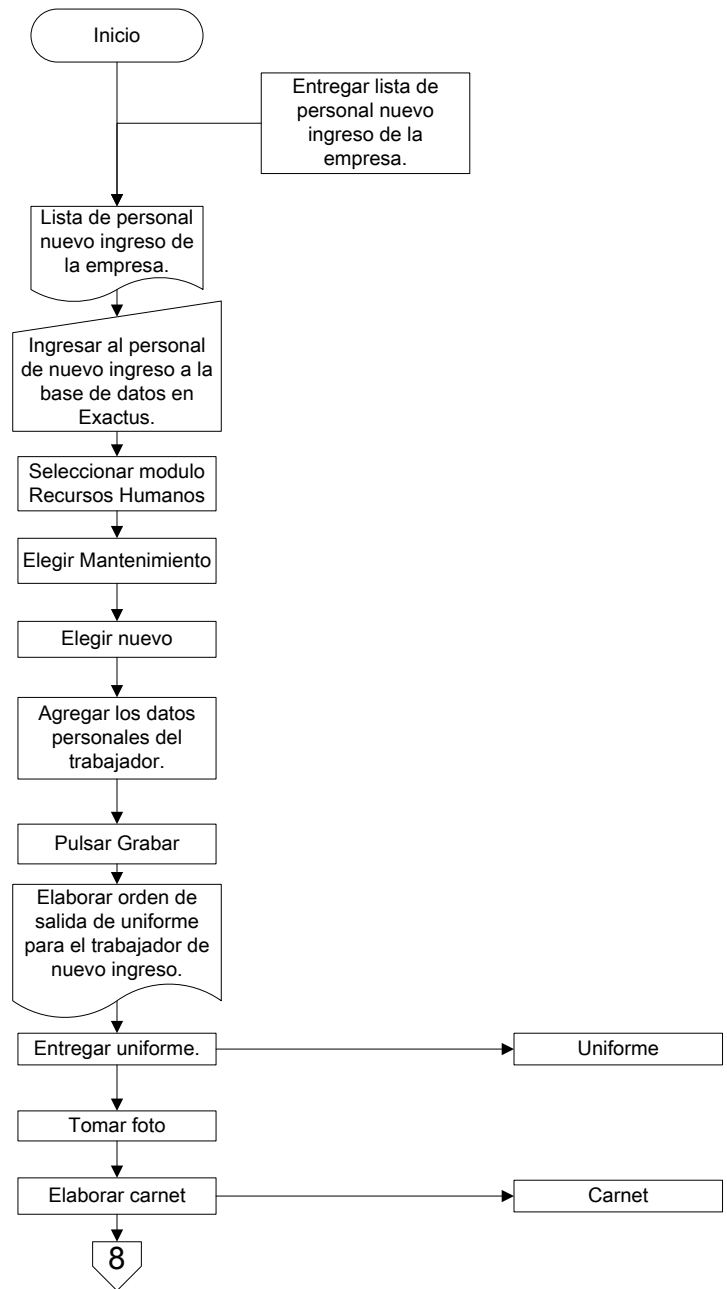 Inicio
Entregar lista de
personal nuevo
ingreso de la
empresa.
Lista de personal
nuevo ingreso de
la empresa.
Ingresar al personal
de nuevo ingreso a la
base de datos en
Exactus.
Seleccionar modulo
Recursos Humanos
Elegir Mantenimiento
Elegir nuevo
Agregar los datos
personales del
trabajador.
Pulsar Grabar
Elaborar orden de
salida de uniforme
para el trabajador de
nuevo ingreso.
Entregar uniforme.
Uniforme
Tomar foto
Elaborar carnet
Carnet
8